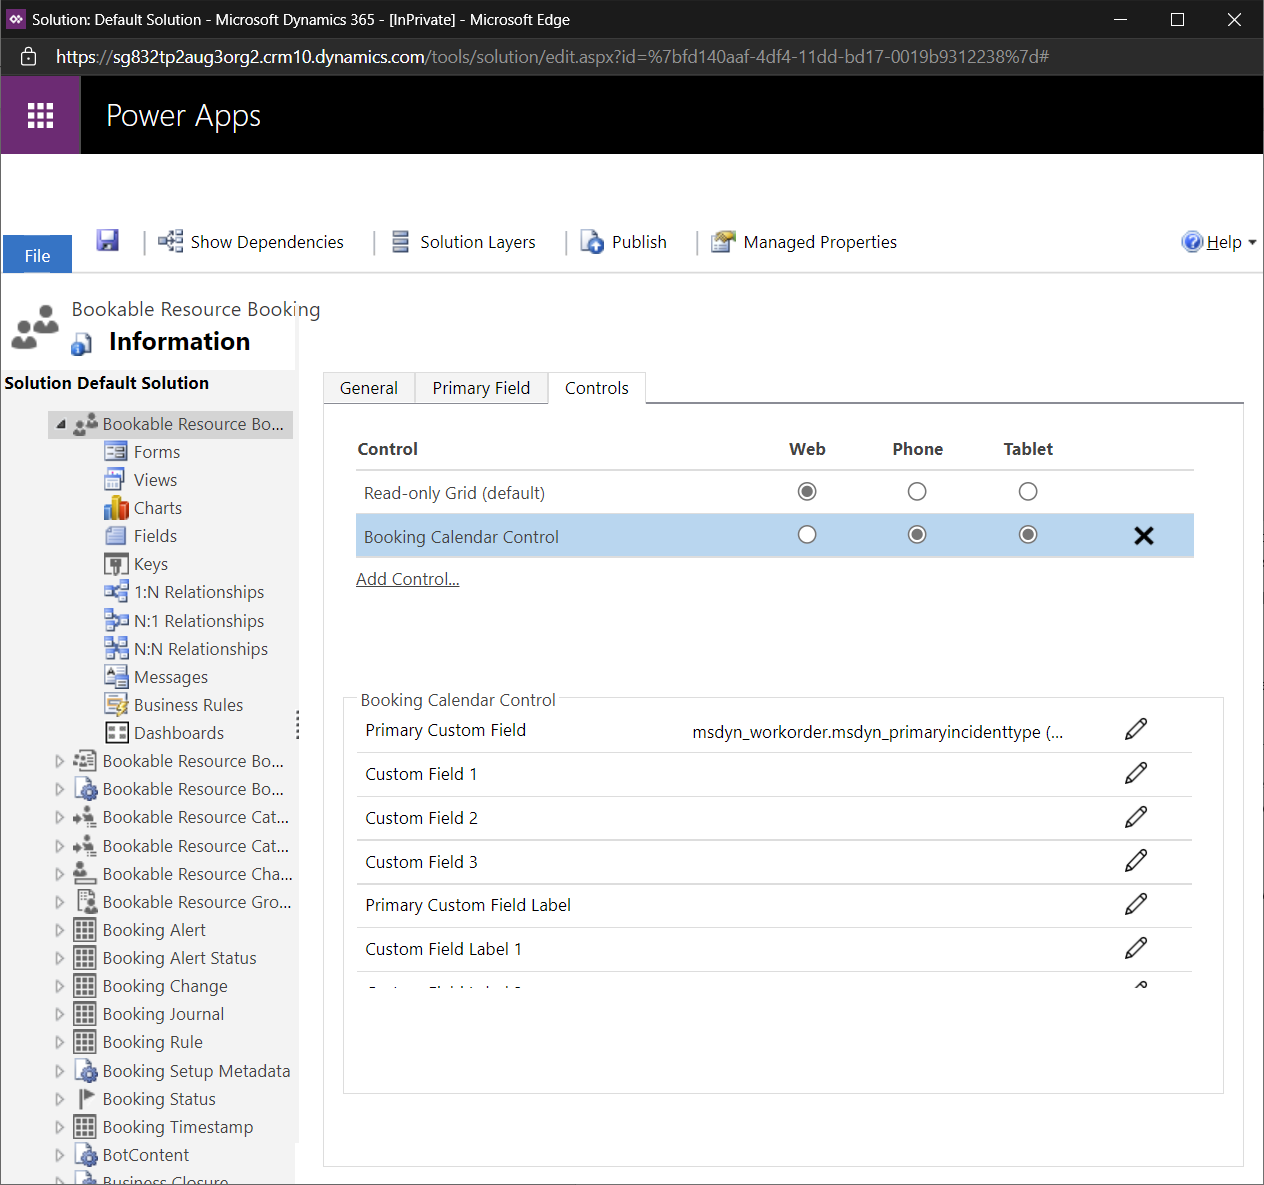 Solution: Default Solution - Microsoft Dynamics 365 - [InPrivate] - Microsoft Edge
https://sg832tp2aug3org2.crm10.dynamics.com/tools/solution/edit.aspx?id=%7bfd140aaf-4df4-11dd-bd17-0019b9312238%7d#
Power Apps
File
Show Dependencies
Solution Layers
Publish
Managed Properties
Help
Bookable Resource Booking
Information
Solution Default Solution
Bookable Resource Bo...
Forms
Views
Charts
Fields
Keys
1:N Relationships
N:1 Relationships
N:N Relationships
Messages
Business Rules
Dashboards
Bookable Resource Bo...
Bookable Resource Bo...
Bookable Resource Cat...
Bookable Resource Cat...
Bookable Resource Cha...
Bookable Resource Gro...
Booking Alert
Booking Alert Status
Booking Change
Booking Journal
Booking Rule
Booking Setup Metadata
Booking Status
Booking Timestamp
BotContent
Business Closure
General
Primary Field
Controls
Control Web Phone Tablet
Read-only Grid (default)
Booking Calendar Control
Add Control...
Booking Calendar Control
Primary Custom Field msdyn_workorder.msdyn_primaryincidenttype (...
Custom Field 1
Custom Field 2
Custom Field 3
Primary Custom Field Label
Custom Field Label 1